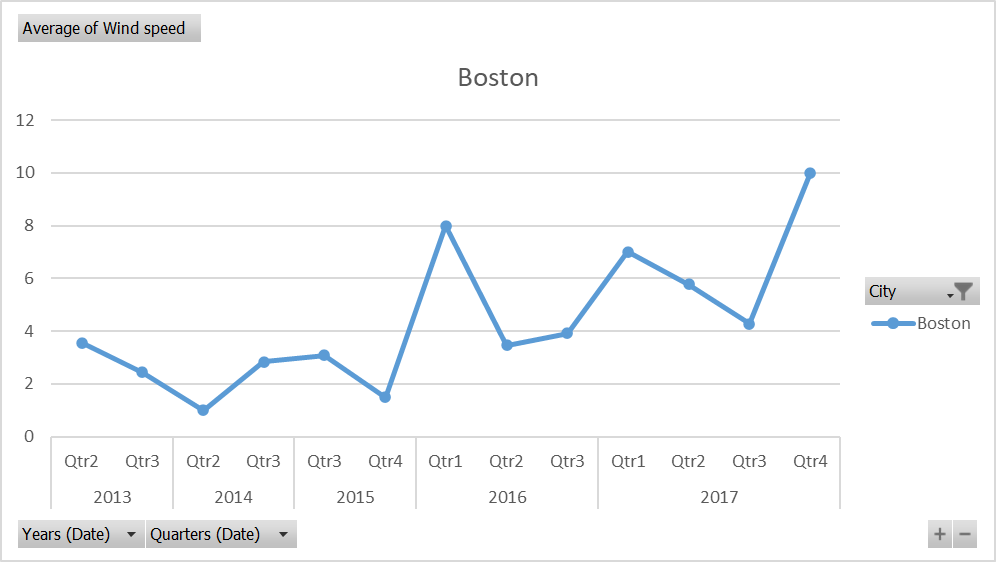 Average of Wind speed
Boston
12
10
8
6
4
2
0
City
Boston
Qtr2 Qtr3 Qtr2 Qtr3 Qtr3 Qtr4 Qtr1 Qtr2 Qtr3 Qtr1 Qtr2 Qtr3 Qtr4
2013 2014 2015 2016 2017
Years (Date) Quarters (Date)
+ −